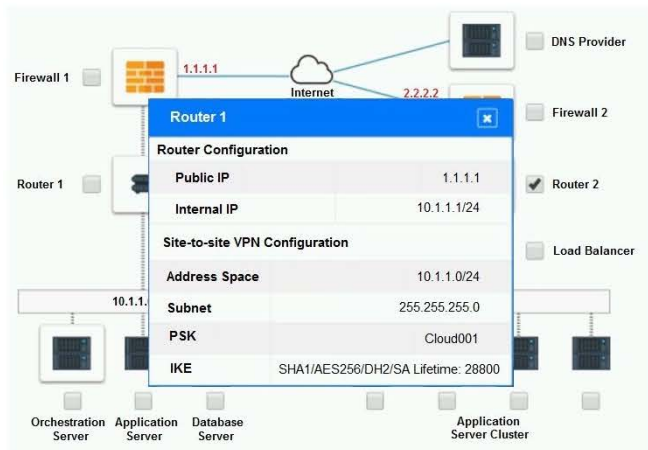 DNS Provider
Firewall 1
1.1.1.1
Internet
2.2.2.2
Firewall 2
Router 1
Router Configuration
Public IP 1.1.1.1
Internal IP 10.1.1.1/24
Router 1
Router 2
Site-to-site VPN Configuration
Load Balancer
Address Space 10.1.1.0/24
10.1.1.
Subnet 255.255.255.0
PSK Cloud001
IKE SHA1/AES256/DH2/SA Lifetime: 28800
Orchestration
Server
Application
Server
Database
Server
Application
Server Cluster